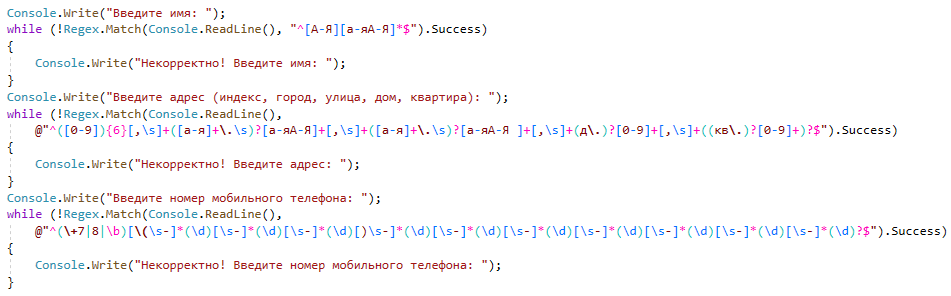 Console.Write("Введите имя: ");
while (!Regex.Match(Console.ReadLine(), "^[А-Я][а-яА-Я]*$").Success)
{
    Console.Write("Некорректно! Введите имя: ");
}
Console.Write("Введите адрес (индекс, город, улица, дом, квартира): ");
while (!Regex.Match(Console.ReadLine(),
    @"^([0-9]){6}[,\s]+([а-я]+\.\s)?[а-яА-Я]+[,\s]+([а-я]+\.\s)?[а-яА-Я ]+[,\s]+(д\.)?[0-9]+[,\s]+((кв\.)?[0-9]+)?$").Success)
{
    Console.Write("Некорректно! Введите адрес: ");
}
Console.Write("Введите номер мобильного телефона: ");
while (!Regex.Match(Console.ReadLine(),
    @"^(\+7|8|\b)[\(\s-]*(\d)[\s-]*(\d)[\s-]*(\d)[)\s-]*(\d)[\s-]*(\d)[\s-]*(\d)[\s-]*(\d)[\s-]*(\d)[\s-]*(\d)[\s-]*(\d)?$").Success)
{
    Console.Write("Некорректно! Введите номер мобильного телефона: ");
}